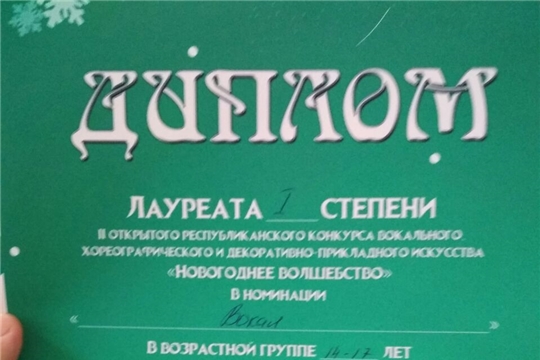 ДИПЛОМ
ЛАУРЕАТА I СТЕПЕНИ
II ОТКРЫТОГО РЕСПУБЛИКАНСКОГО КОНКУРСА ВОКАЛЬНОГО
ХОРЕОГРАФИЧЕСКОГО И ДЕКОРАТИВНО-ПРИКЛАДНОГО ИСКУССТВА
«НОВОГОДНЕЕ ВОЛШЕБСТВО»
В НОМИНАЦИИ
« Вокал »
В ВОЗРАСТНОЙ ГРУППЕ 14-17 ЛЕТ